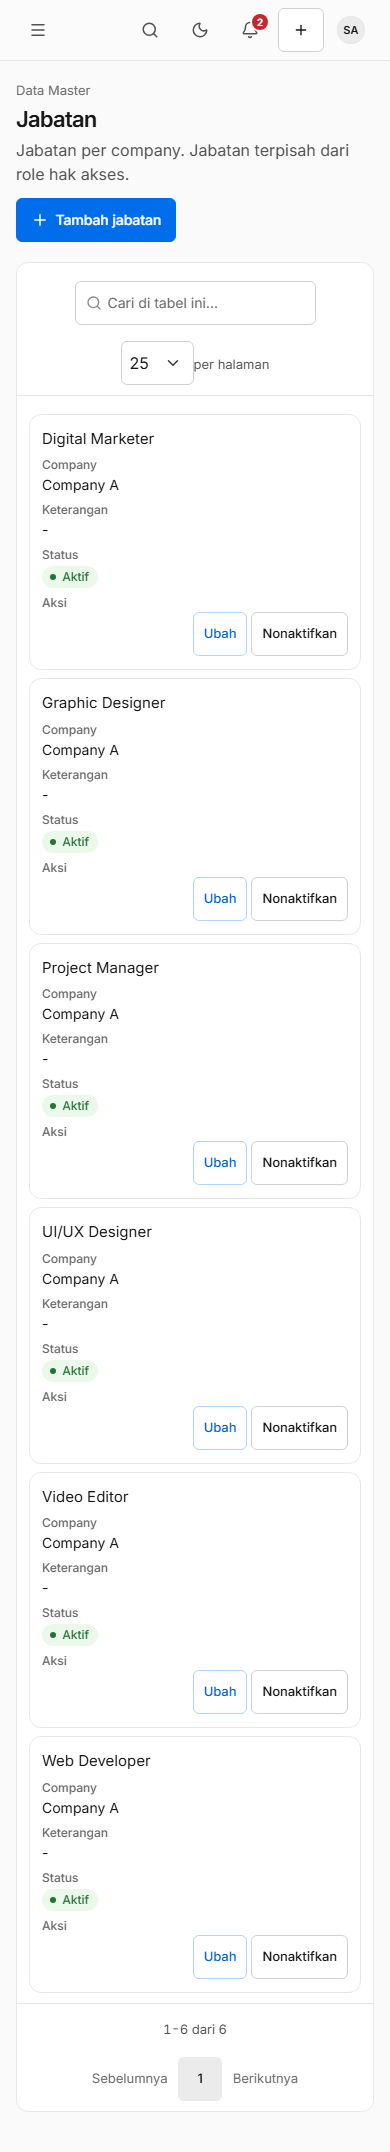 2
SA
Data Master
Jabatan
Jabatan per company. Jabatan terpisah dari
role hak akses.
Tambah jabatan
Cari di tabel ini...
25 per halaman
Digital Marketer
Company
Company A
Keterangan
-
Status
Aktif
Aksi
Ubah Nonaktifkan
Graphic Designer
Company
Company A
Keterangan
-
Status
Aktif
Aksi
Ubah Nonaktifkan
Project Manager
Company
Company A
Keterangan
-
Status
Aktif
Aksi
Ubah Nonaktifkan
UI/UX Designer
Company
Company A
Keterangan
-
Status
Aktif
Aksi
Ubah Nonaktifkan
Video Editor
Company
Company A
Keterangan
-
Status
Aktif
Aksi
Ubah Nonaktifkan
Web Developer
Company
Company A
Keterangan
-
Status
Aktif
Aksi
Ubah Nonaktifkan
1-6 dari 6
Sebelumnya 1 Berikutnya